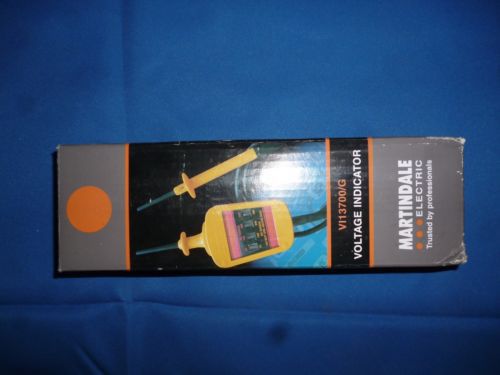 VI13700/G
VOLTAGE INDICATOR
MARTINDALE
ELECTRIC
Trusted by professionals